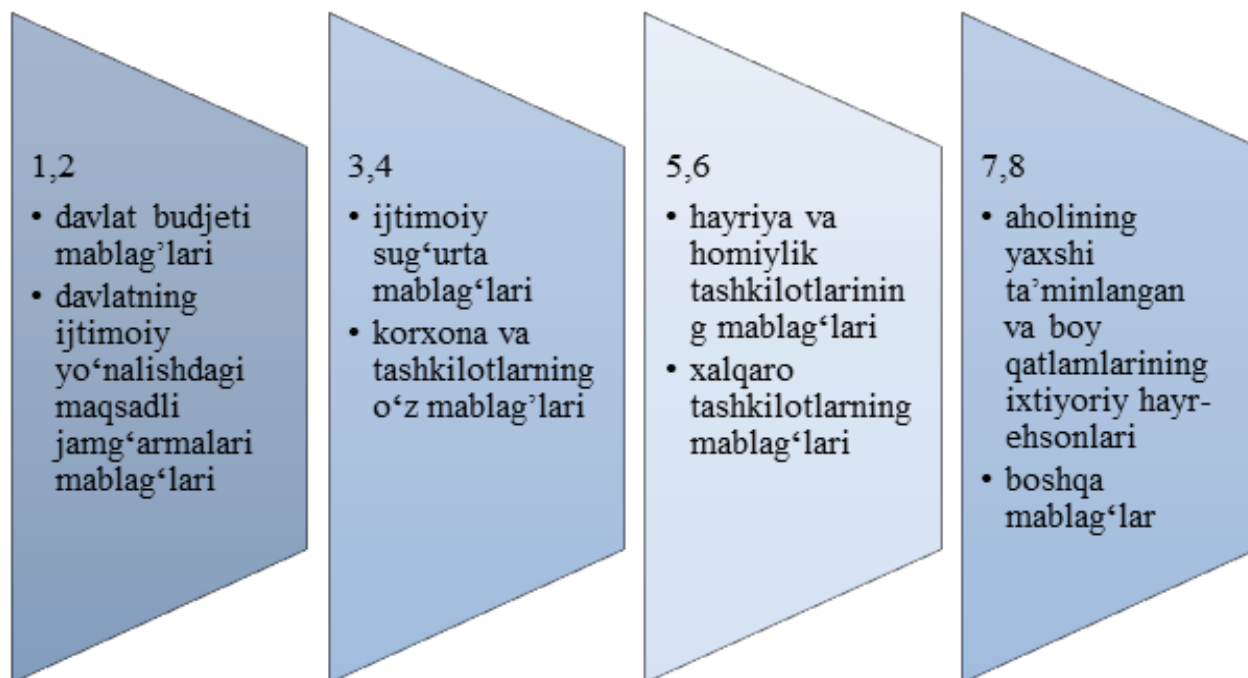 1,2
• davlat budjeti
mablag’lari
• davlatning
ijtimoiy
yo‘nalishdagi
maqsadli
jamg‘armalari
mablag‘lari
3,4
• ijtimoiy
sug‘urta
mablag‘lari
• korxona va
tashkilotlarning
o‘z mablag’lari
5,6
• hayriya va
homiylik
tashkilotlarinin
g mablag‘lari
• xalqaro
tashkilotlarning
mablag‘lari
7,8
• aholining
yaxshi
ta’minlangan
va boy
qatlamlarining
ixtiyoriy hayr-
ehsonlari
• boshqa
mablag‘lar